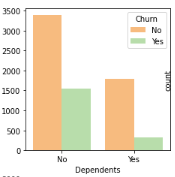 3500
3000
2500
2000
1500
1000
500
0
Churn
No
Yes
count
No
Yes
Dependents